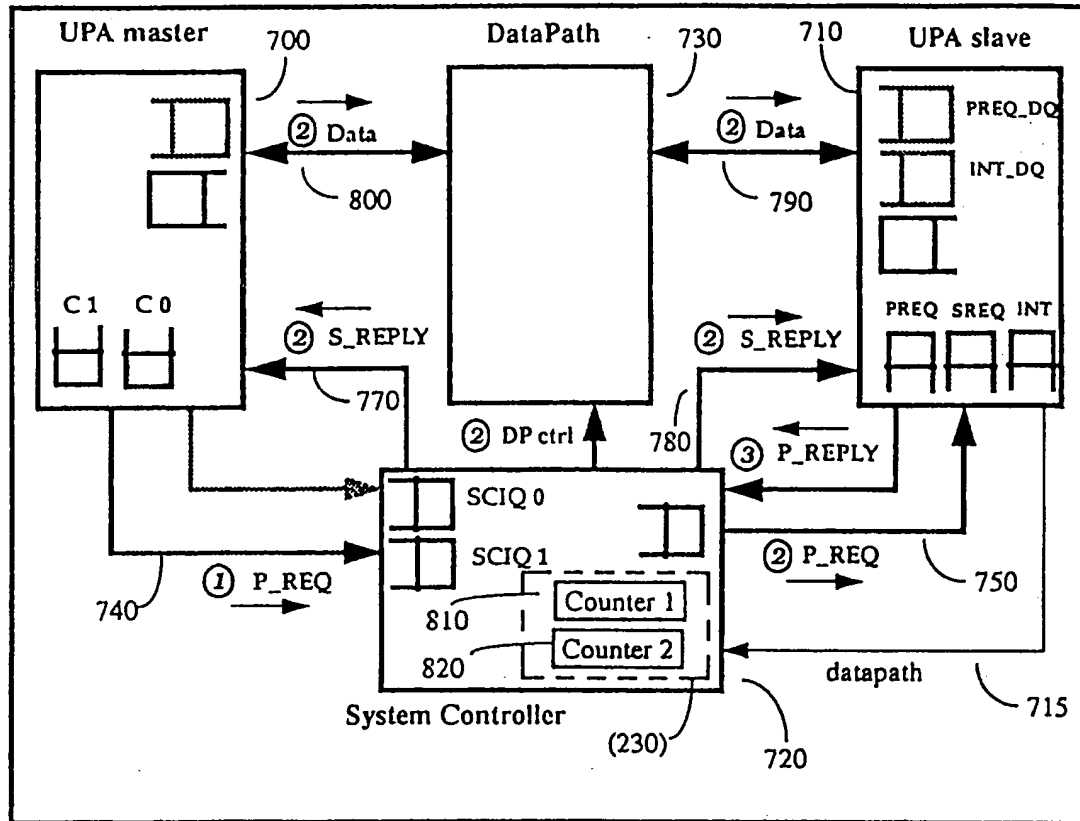 UPA master
700
DataPath
730
710
UPA slave
② Data
800
② Data
790
PREQ_DQ
INT_DQ
C1
C0
PREQ
SREQ
INT
② S_REPLY
770
② S_REPLY
780
② DP ctrl
③ P_REPLY
SCIQ 0
SCIQ 1
① P_REQ
740
② P_REQ
750
810
Counter 1
820
Counter 2
datapath
715
System Controller
(230)
720